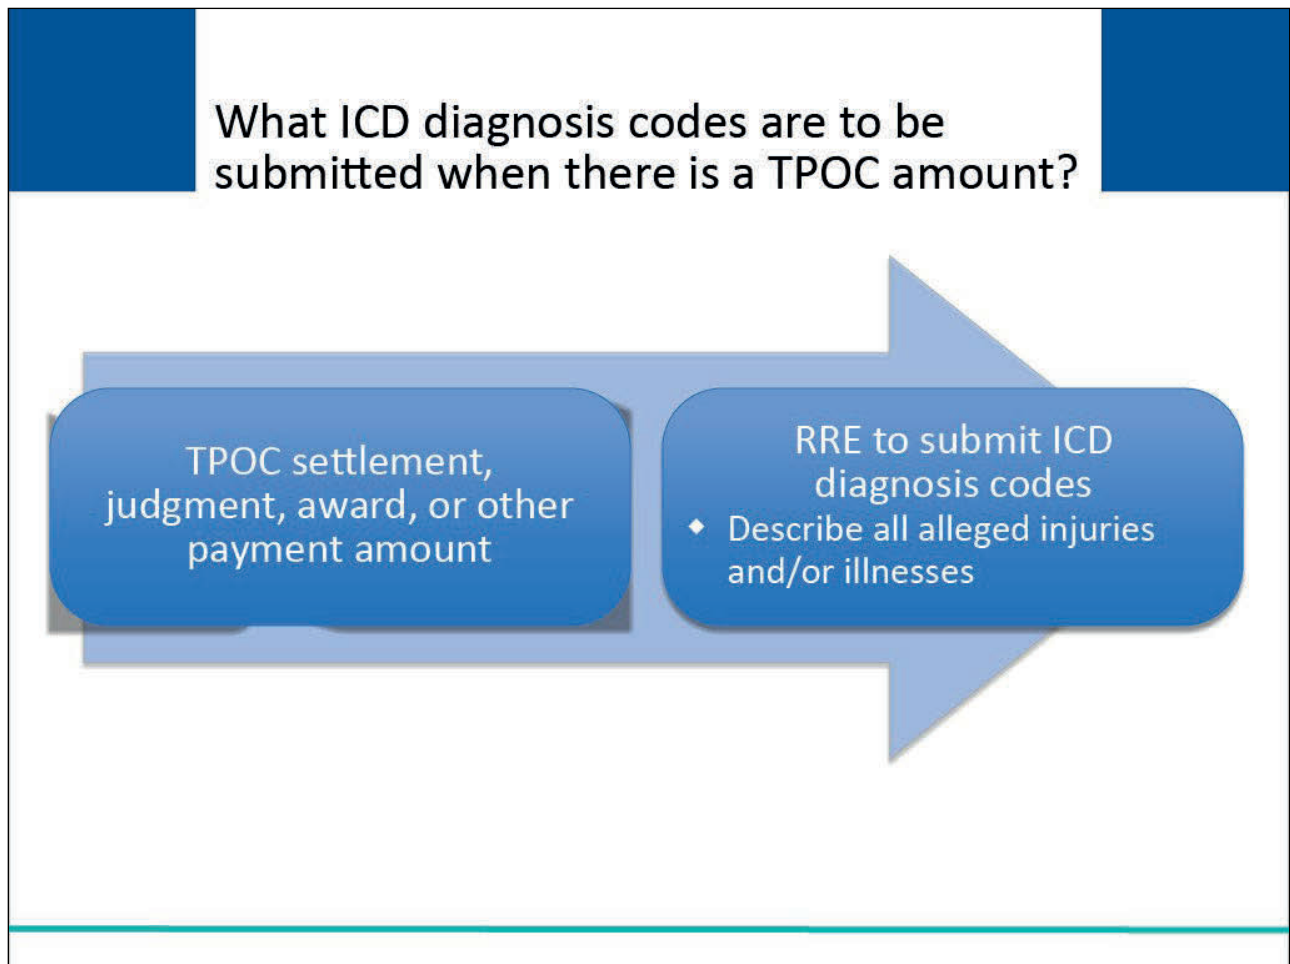 What ICD diagnosis codes are to be
submitted when there is a TPOC amount?
TPOC settlement,
judgment, award, or other
payment amount
RRE to submit ICD
diagnosis codes
◆ Describe all alleged injuries
and/or illnesses